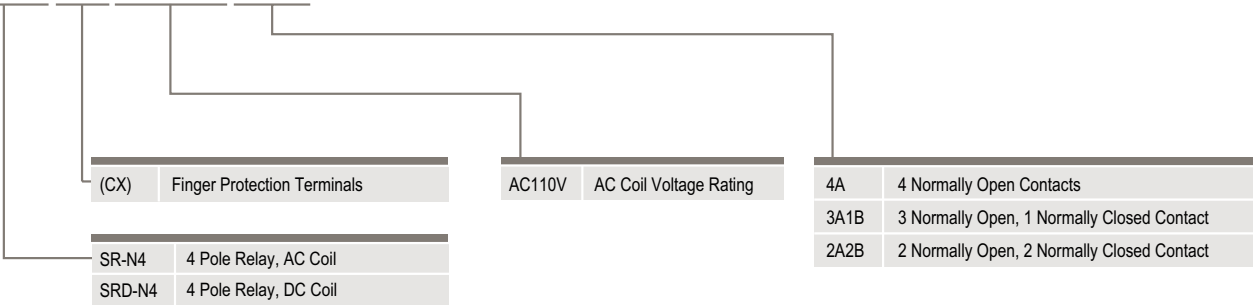 (CX) Finger Protection Terminals
SR-N4 4 Pole Relay, AC Coil
SRD-N4 4 Pole Relay, DC Coil
AC110V AC Coil Voltage Rating
4A 4 Normally Open Contacts
3A1B 3 Normally Open, 1 Normally Closed Contact
2A2B 2 Normally Open, 2 Normally Closed Contact